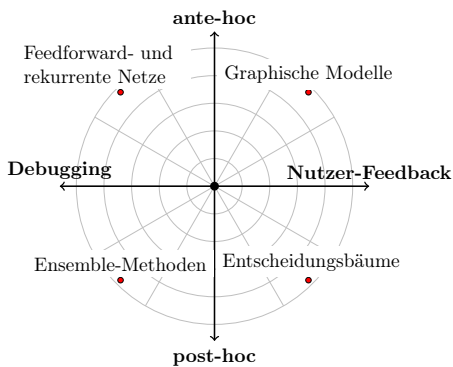 ante-hoc
Feedforward- und
rekurrente Netze
Graphische Modelle
Debugging
Nutzer-Feedback
Ensemble-Methoden
Entscheidungsbäume
post-hoc